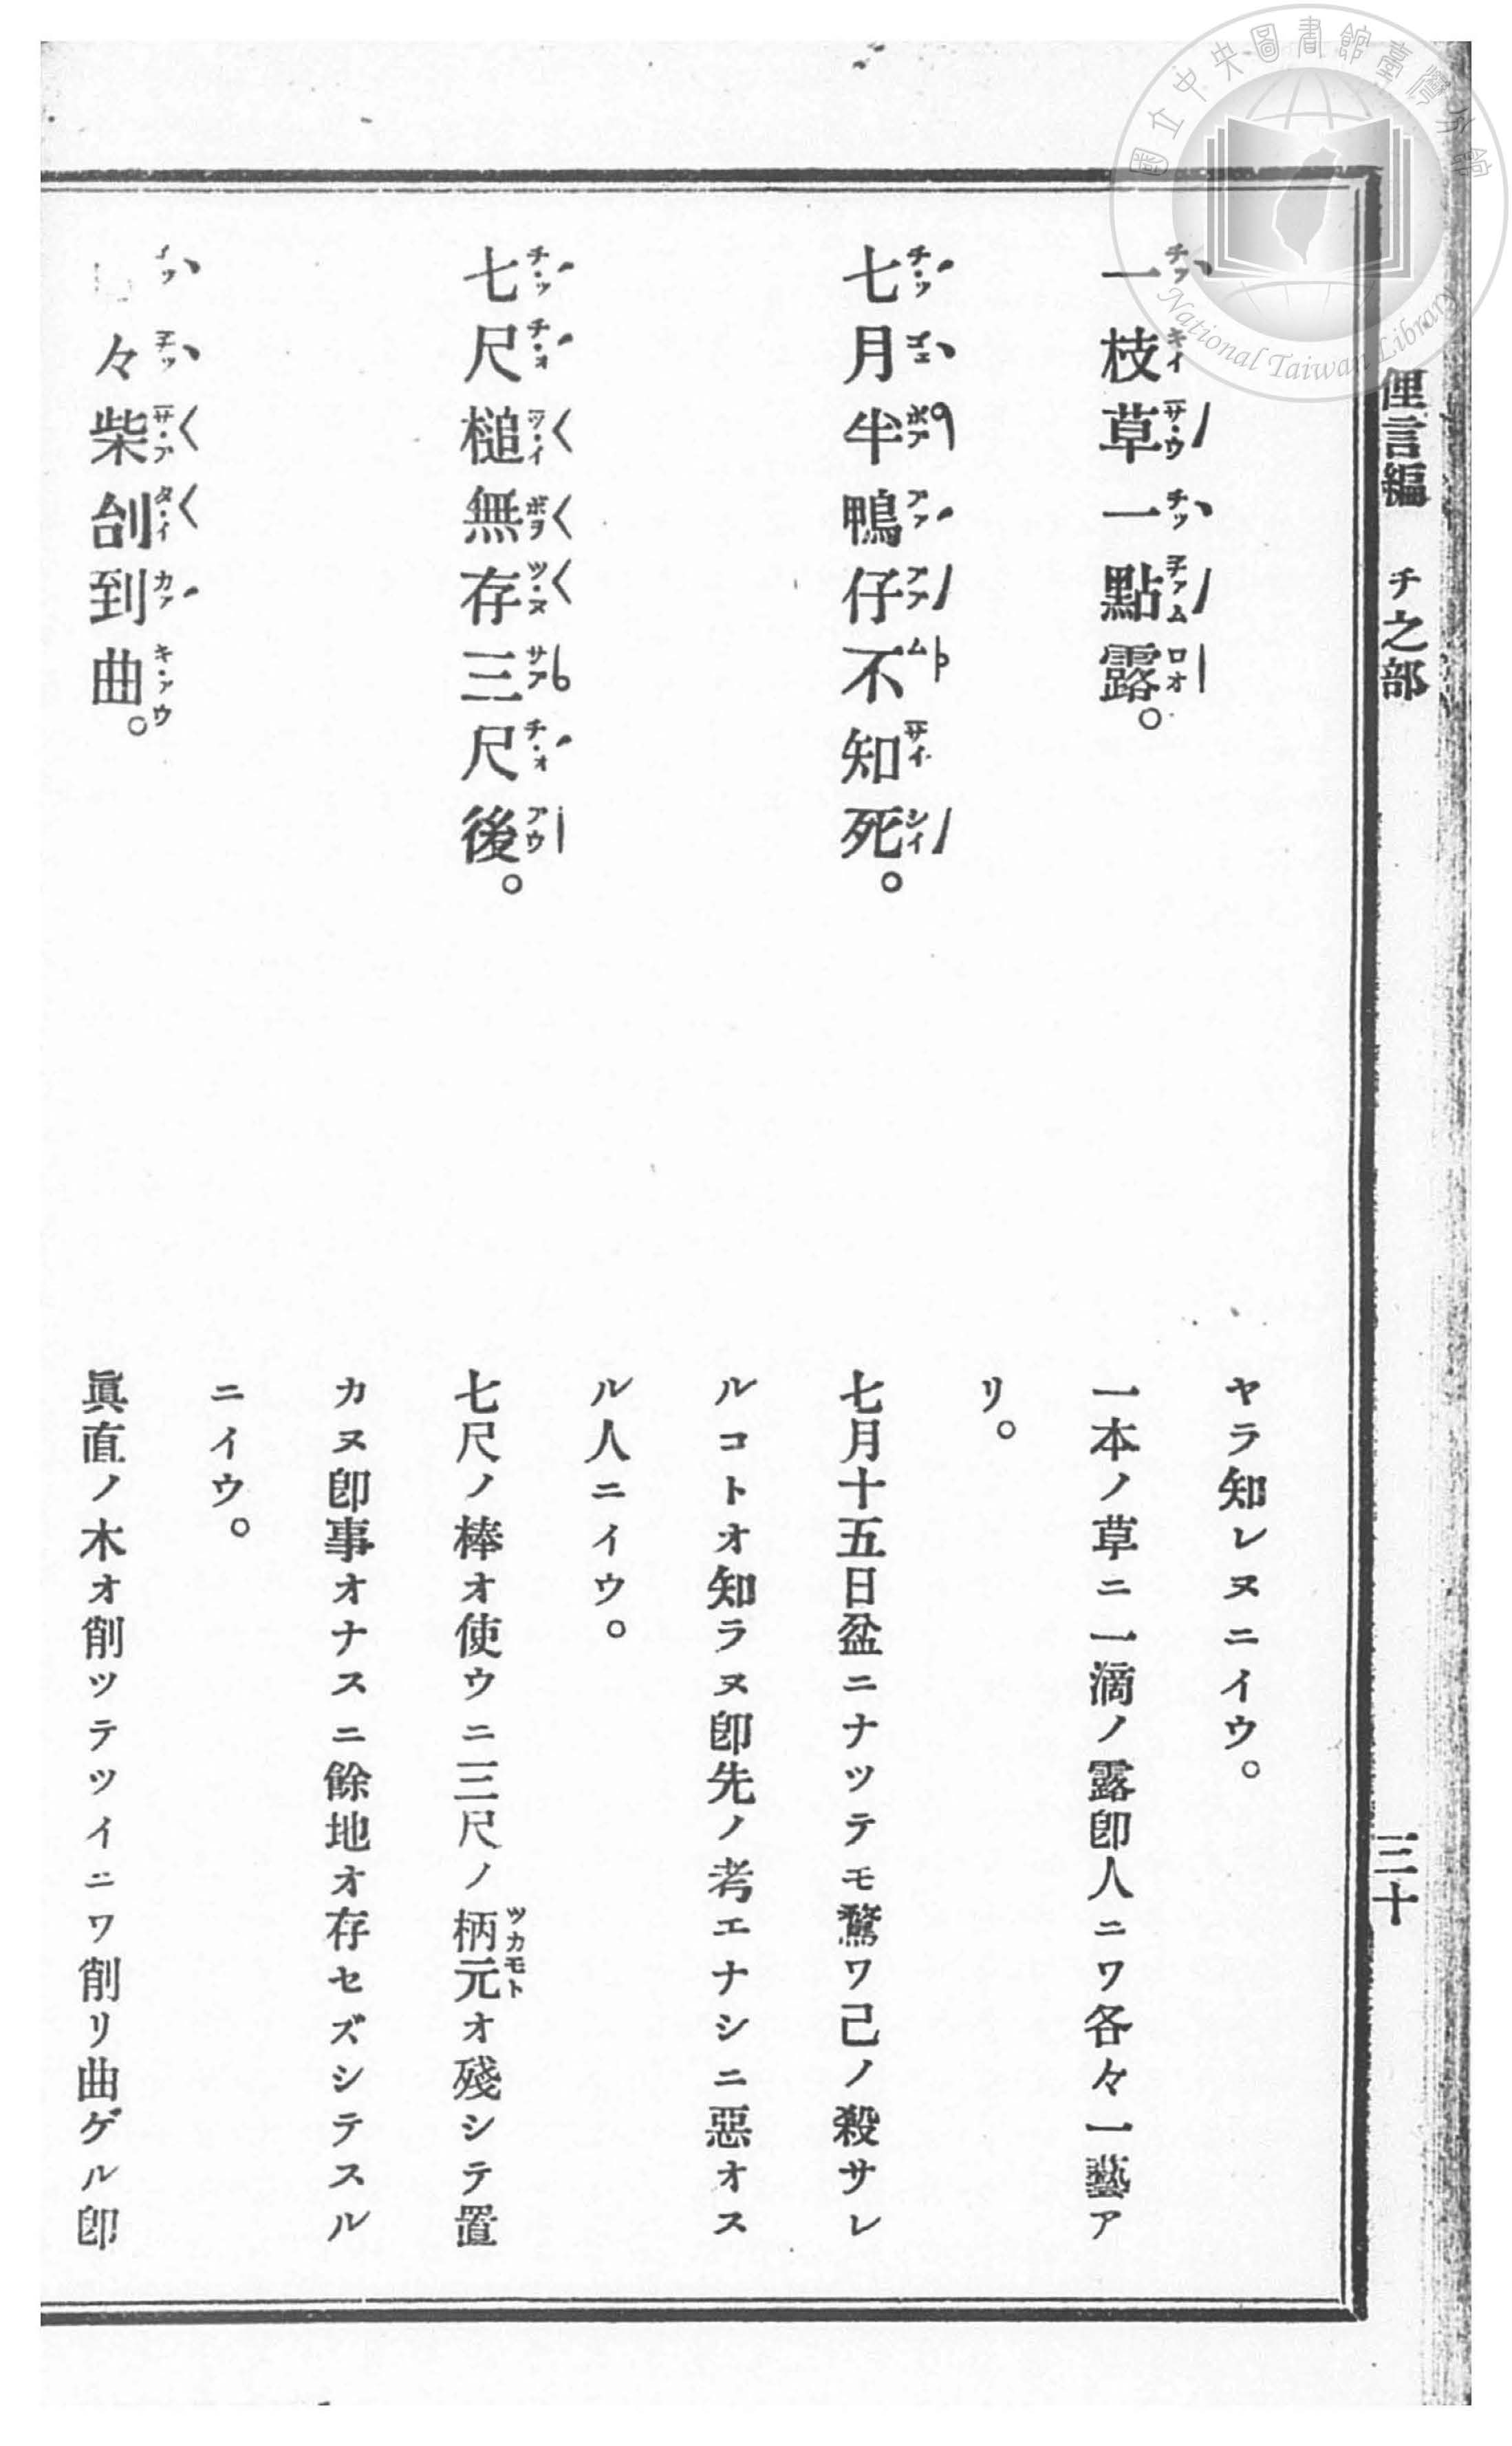 國立中央圖書館臺灣分館
National Taiwan Library
俚言編　チ之部　三十
ヤラ知レヌニイウ。
一枝草一點露。
一本ノ草ニ一滴ノ露卽人ニワ各々一藝ア
リ。
七月半鴨仔不知死。
七月十五日盆ニナツテモ鶩ワ己ノ殺サレ
ルコトオ知ラヌ卽先ノ考エナシニ惡オス
ル人ニイウ。
七尺槌無存三尺後。
七尺ノ棒オ使ウニ三尺ノ柄元オ殘シテ置
カヌ卽事オナスニ餘地オ存セズシテスル
ニイウ。
々柴刣到曲。
眞直ノ木オ削ツテツイニワ削リ曲ゲル卽